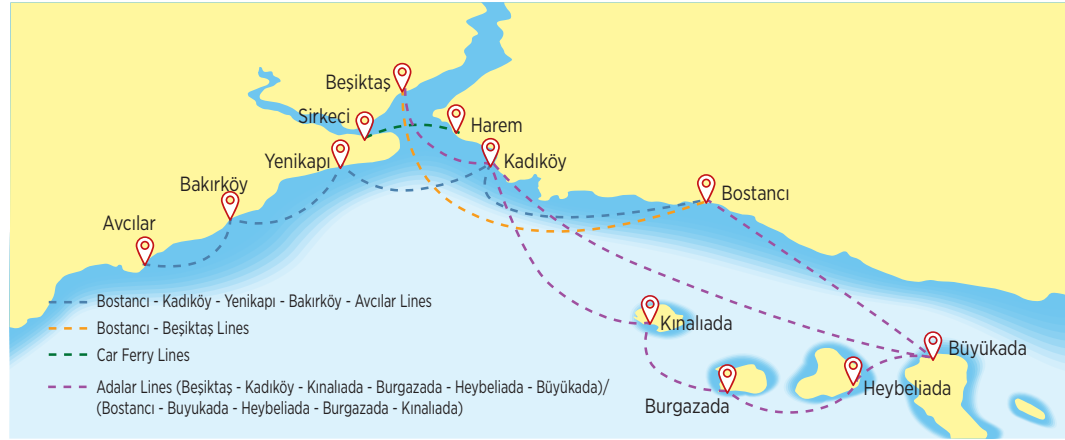 Beşiktaş
Sirkeci
Harem
Yenikapı
Kadıköy
Bakırköy
Bostancı
Avcılar
Bostancı - Kadıköy - Yenikapı - Bakırköy - Avcılar Lines
Bostancı - Beşiktaş Lines
Car Ferry Lines
Adalar Lines (Beşiktaş - Kadıköy - Kınalıada - Burgazada - Heybeliada - Büyükada)/
(Bostancı - Buyukada - Heybeliada - Burgazada - Kınalıada)
Kınalıada
Büyükada
Heybeliada
Burgazada